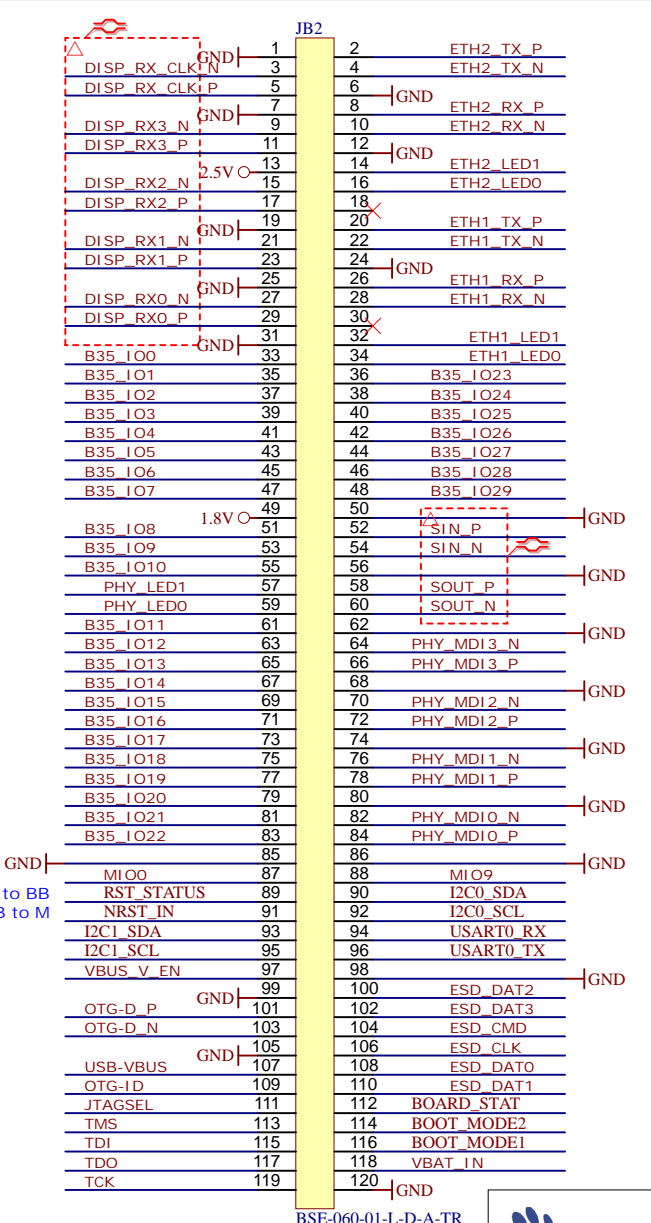 JB2
GND 1 2 ETH2_TX_P
DISP_RX_CLK_N 3 4 ETH2_TX_N
DISP_RX_CLK_P 5 6 GND
GND 7 8 ETH2_RX_P
DISP_RX3_N 9 10 ETH2_RX_N
DISP_RX3_P 11 12 GND
2.5V 13 14 ETH2_LED1
DISP_RX2_N 15 16 ETH2_LED0
DISP_RX2_P 17 18
GND 19 20 ETH1_TX_P
DISP_RX1_N 21 22 ETH1_TX_N
DISP_RX1_P 23 24 GND
GND 25 26 ETH1_RX_P
DISP_RX0_N 27 28 ETH1_RX_N
DISP_RX0_P 29 30
GND 31 32 ETH1_LED1
B35_IO0 33 34 ETH1_LED0
B35_IO1 35 36 B35_IO23
B35_IO2 37 38 B35_IO24
B35_IO3 39 40 B35_IO25
B35_IO4 41 42 B35_IO26
B35_IO5 43 44 B35_IO27
B35_IO6 45 46 B35_IO28
B35_IO7 47 48 B35_IO29
1.8V 49 50 GND
B35_IO8 51 52 SIN_P
B35_IO9 53 54 SIN_N
B35_IO10 55 56 GND
PHY_LED1 57 58 SOUT_P
PHY_LED0 59 60 SOUT_N
B35_IO11 61 62 GND
B35_IO12 63 64 PHY_MDI3_N
B35_IO13 65 66 PHY_MDI3_P
B35_IO14 67 68 GND
B35_IO15 69 70 PHY_MDI2_N
B35_IO16 71 72 PHY_MDI2_P
B35_IO17 73 74 GND
B35_IO18 75 76 PHY_MDI1_N
B35_IO19 77 78 PHY_MDI1_P
B35_IO20 79 80 GND
B35_IO21 81 82 PHY_MDI0_N
B35_IO22 83 84 PHY_MDI0_P
GND 85 86 GND
MIO0 87 88 MIO9
to BB RST_STATUS 89 90 I2C0_SDA
to M NRST_IN 91 92 I2C0_SCL
I2C1_SDA 93 94 USART0_RX
I2C1_SCL 95 96 USART0_TX
VBUS_V_EN 97 98 GND
GND 99 100 ESD_DAT2
OTG-D_P 101 102 ESD_DAT3
OTG-D_N 103 104 ESD_CMD
GND 105 106 ESD_CLK
USB-VBUS 107 108 ESD_DAT0
OTG-ID 109 110 ESD_DAT1
JTAGSEL 111 112 BOARD_STAT
TMS 113 114 BOOT_MODE2
TDI 115 116 BOOT_MODE1
TDO 117 118 VBAT_IN
TCK 119 120 GND
BSE-060-01-L-D-A-TR